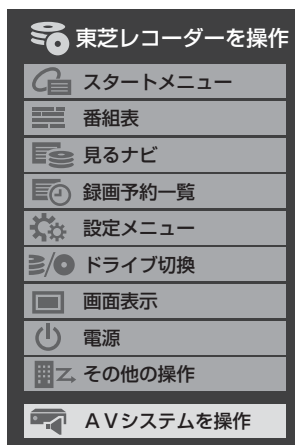 東芝レコーダーを操作
スタートメニュー
番組表
見るナビ
録画予約一覧
設定メニュー
ドライブ切換
画面表示
電源
その他の操作
AVシステムを操作